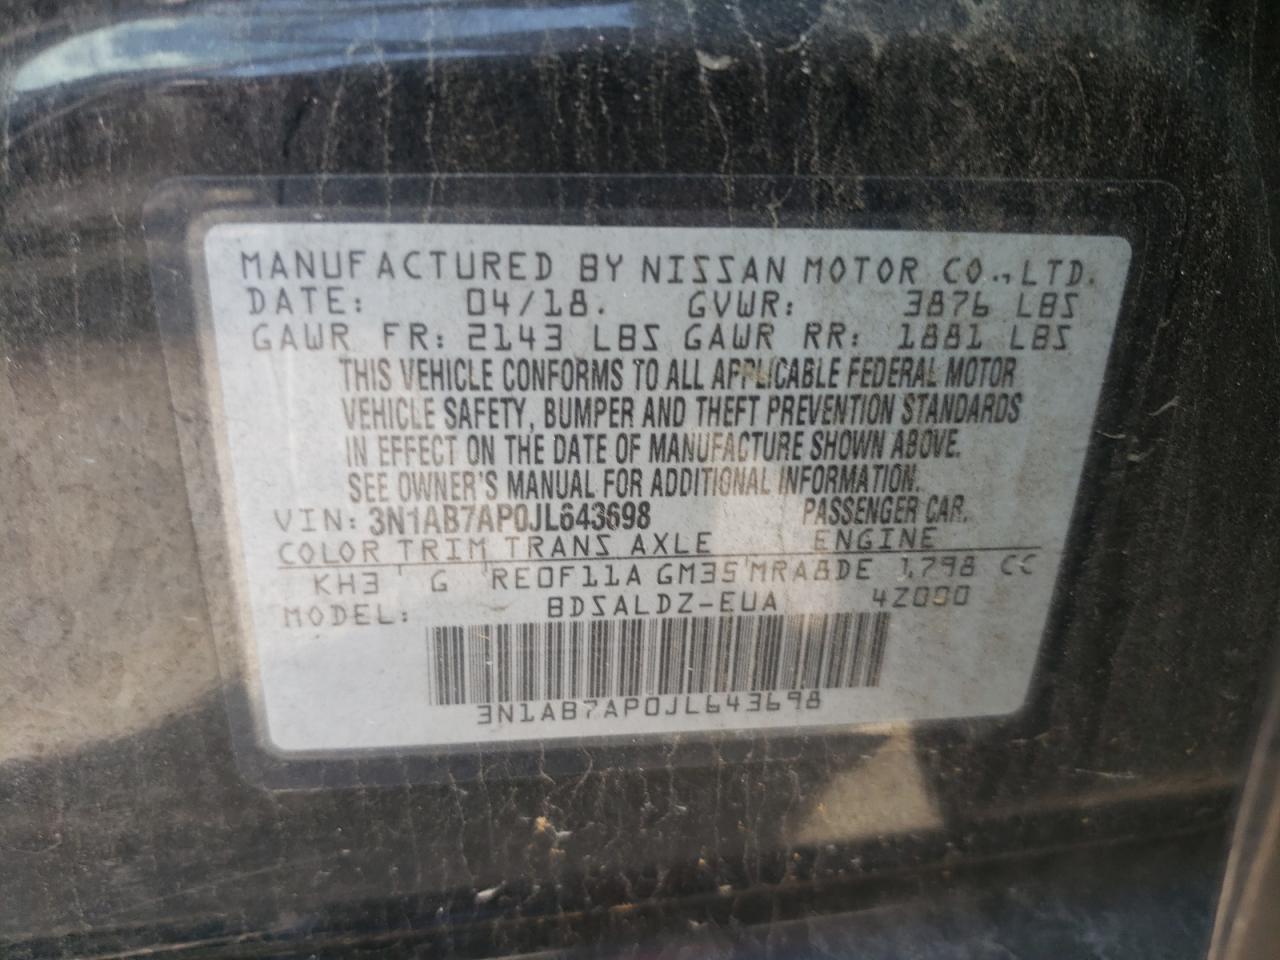 MANUFACTURED BY NISSAN MOTOR CO.,LTD.
DATE: 04/18. GVWR: 3876 LBS
GAWR FR: 2143 LBS GAWR RR: 1881 LBS
THIS VEHICLE CONFORMS TO ALL APPLICABLE FEDERAL MOTOR
VEHICLE SAFETY, BUMPER AND THEFT PREVENTION STANDARDS
IN EFFECT ON THE DATE OF MANUFACTURE SHOWN ABOVE.
SEE OWNER'S MANUAL FOR ADDITIONAL INFORMATION.
VIN: 3N1AB7AP0JL643698 PASSENGER CAR.
COLOR TRIM TRANS AXLE ENGINE
KH3 G RE0F11A GM35 MRA8DE 1,798 CC
MODEL: BDSALDZ-EUA 4Z000
3N1AB7AP0JL643698